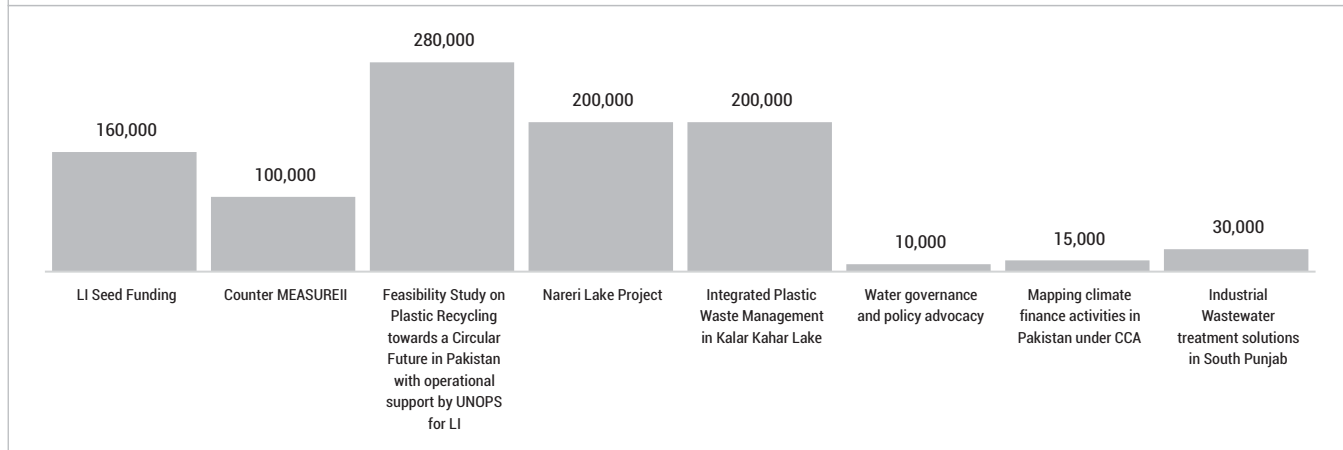 280,000
200,000
200,000
160,000
100,000
10,000
15,000
30,000
LI Seed Funding
Counter MEASUREII
Feasibility Study on
Plastic Recycling
towards a Circular
Future in Pakistan
with operational
support by UNOPS
for LI
Nareri Lake Project
Integrated Plastic
Waste Management
in Kalar Kahar Lake
Water governance
and policy advocacy
Mapping climate
finance activities in
Pakistan under CCA
Industrial
Wastewater
treatment solutions
in South Punjab